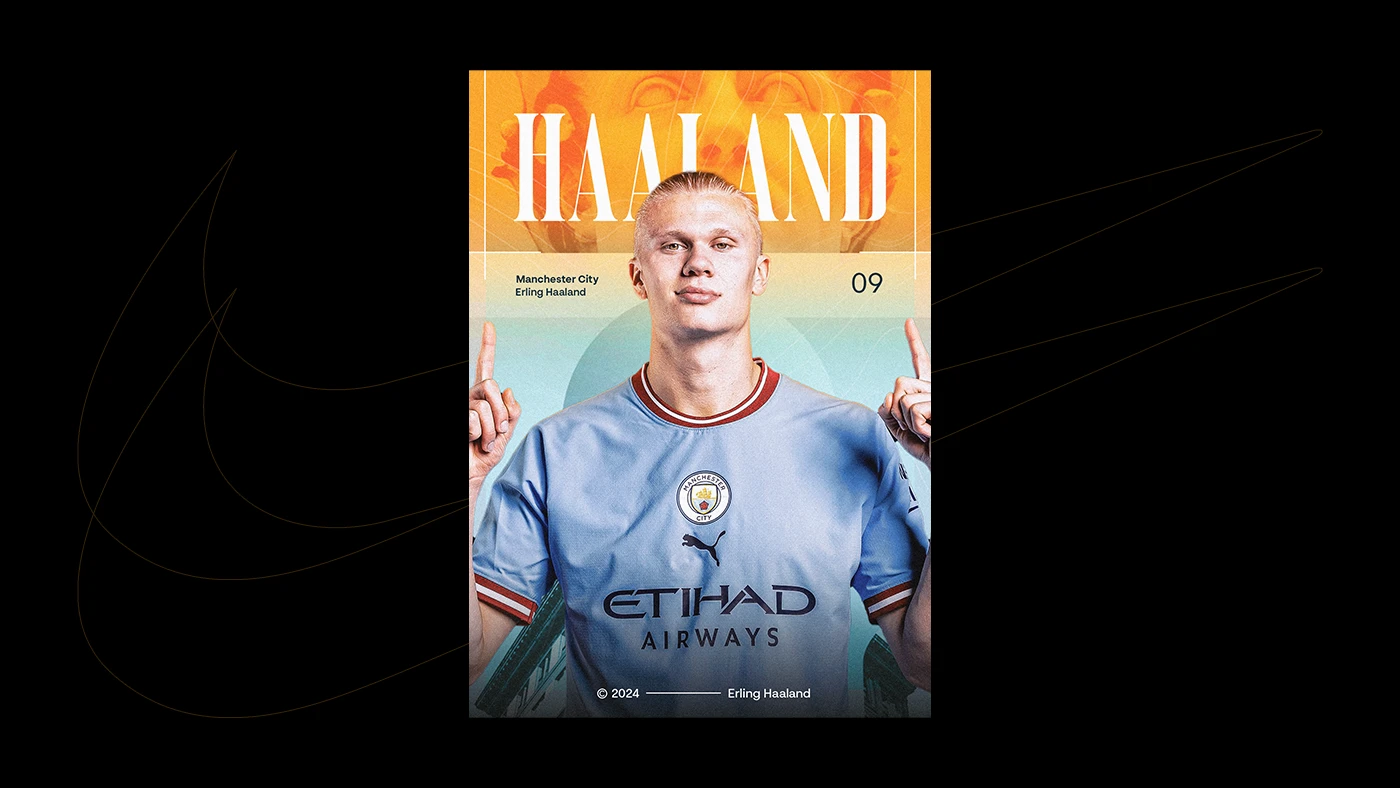 HAALAND
Manchester City
Erling Haaland
09
MANCHESTER
CITY
ETIHAD
AIRWAYS
© 2024
Erling Haaland